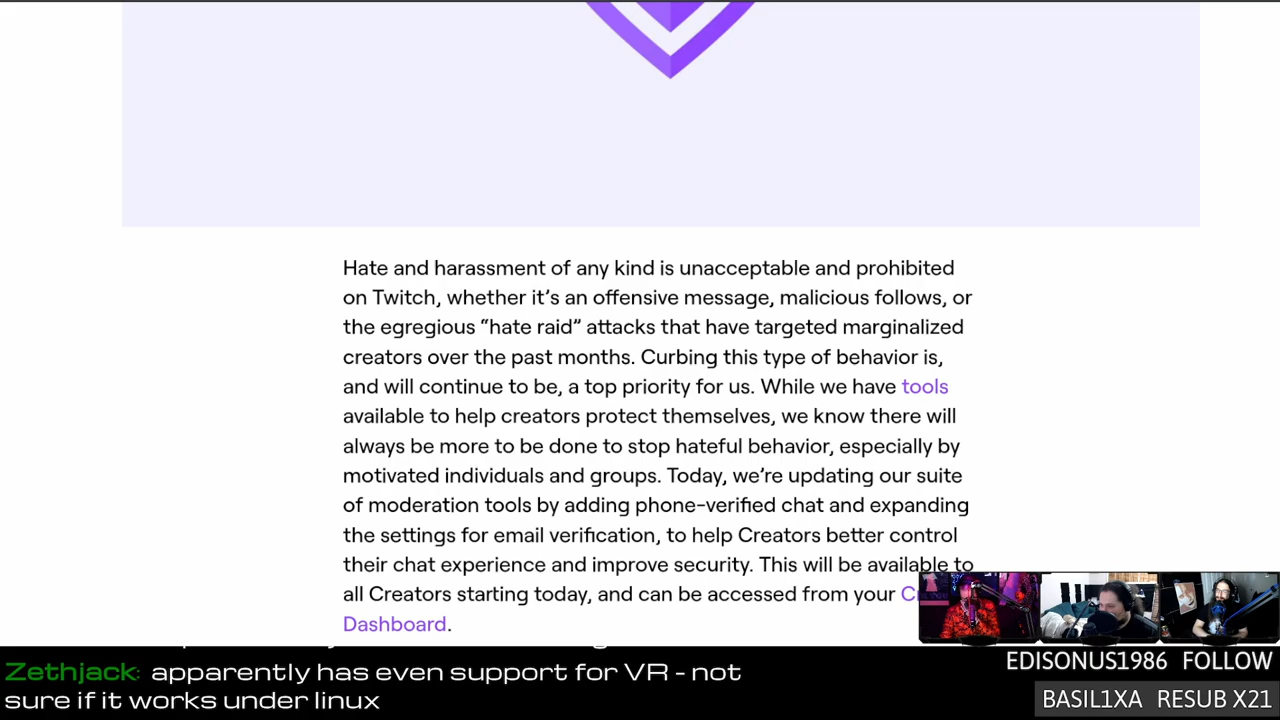 Hate and harassment of any kind is unacceptable and prohibited
on Twitch, whether it’s an offensive message, malicious follows, or
the egregious “hate raid” attacks that have targeted marginalized
creators over the past months. Curbing this type of behavior is,
and will continue to be, a top priority for us. While we have tools
available to help creators protect themselves, we know there will
always be more to be done to stop hateful behavior, especially by
motivated individuals and groups. Today, we’re updating our suite
of moderation tools by adding phone-verified chat and expanding
the settings for email verification, to help Creators better control
their chat experience and improve security. This will be available to
all Creators starting today, and can be accessed from your
Dashboard.
Zethjack: apparently has even support for VR - not
sure if it works under linux
EDISONUS1986 FOLLOW
BASIL1XA RESUB X21